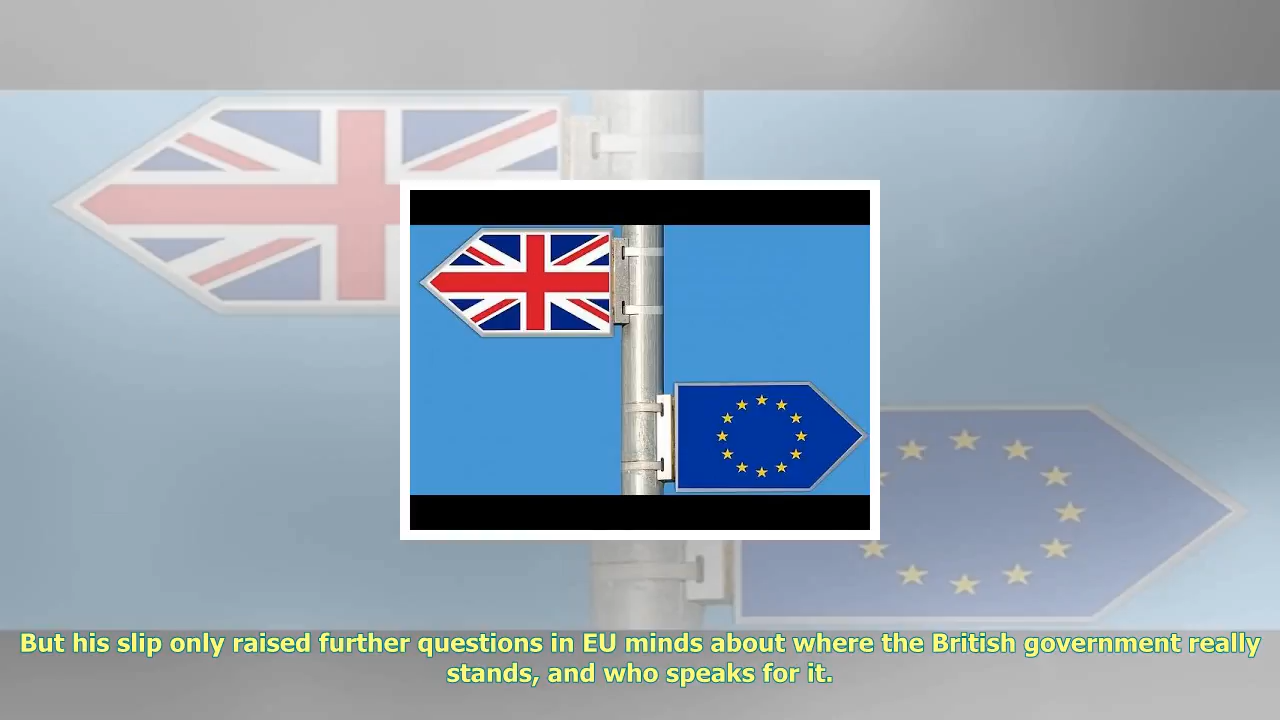 But his slip only raised further questions in EU minds about where the British government really
stands, and who speaks for it.